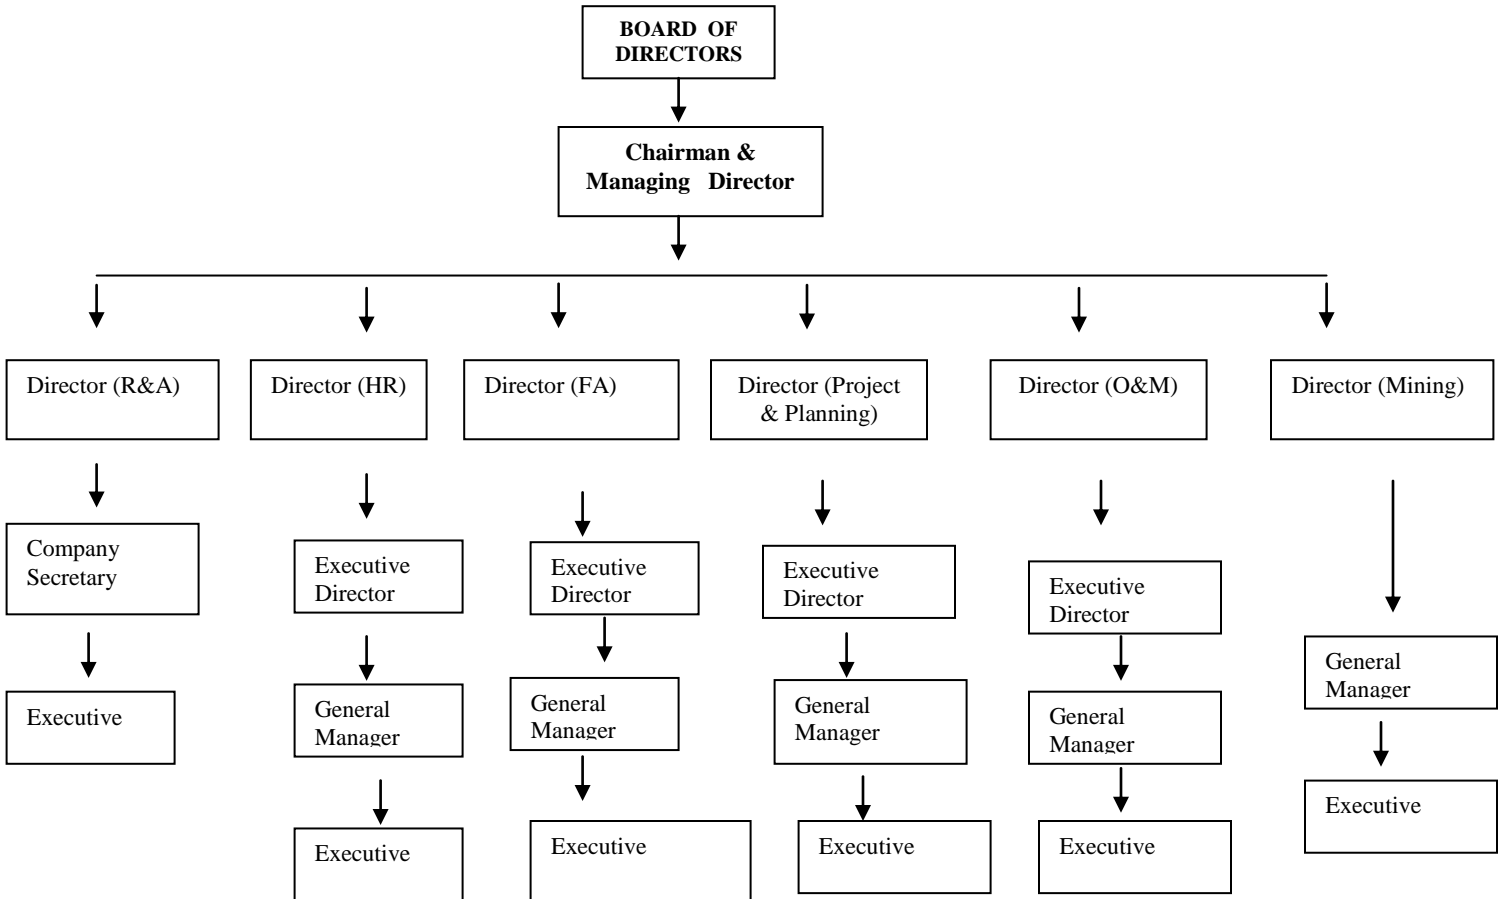 BOARD OF
DIRECTORS
Chairman &
Managing Director
Director (R&A)
Director (HR)
Director (FA)
Director (Project
& Planning)
Director (O&M)
Director (Mining)
Company
Secretary
Executive
Director
Executive
Director
Executive
Director
Executive
Director
General
Manager
Executive
General
Manager
General
Manager
General
Manager
General
Manager
Executive
Executive
Executive
Executive
Executive